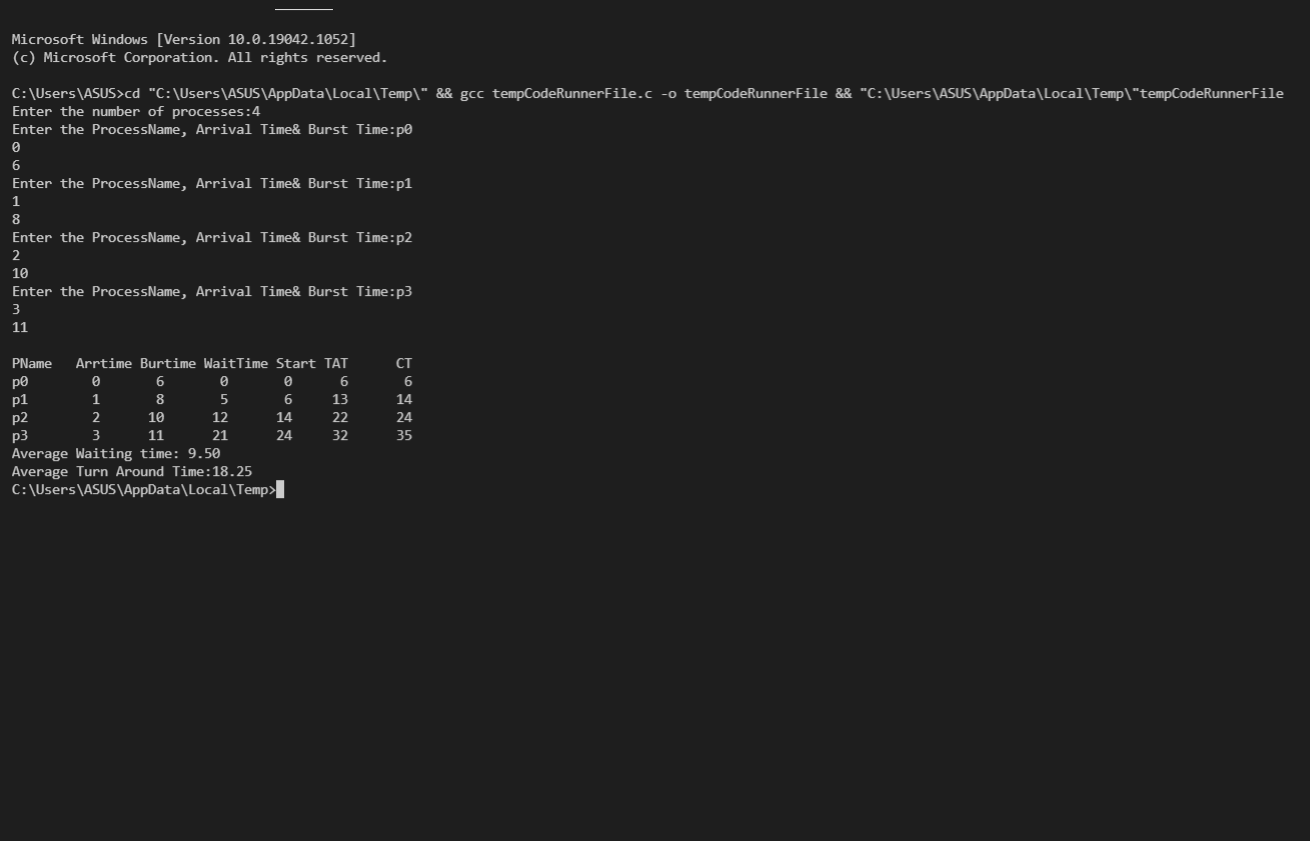 Microsoft Windows [Version 10.0.19042.1052]
(c) Microsoft Corporation. All rights reserved.
C:\Users\ASUS>cd "C:\Users\ASUS\AppData\Local\Temp\" && gcc tempCodeRunnerFile.c -o tempCodeRunnerFile && "C:\Users\ASUS\AppData\Local\Temp\"tempCodeRunnerFile
Enter the number of processes:4
Enter the ProcessName, Arrival Time& Burst Time:p0
0
6
Enter the ProcessName, Arrival Time& Burst Time:p1
1
8
Enter the ProcessName, Arrival Time& Burst Time:p2
2
10
Enter the ProcessName, Arrival Time& Burst Time:p3
3
11
PName   Arrtime Burtime WaitTime Start TAT      CT
p0        0       6       0       0      6       6
p1        1       8       5       6     13      14
p2        2      10      12      14     22      24
p3        3      11      21      24     32      35
Average Waiting time: 9.50
Average Turn Around Time:18.25
C:\Users\ASUS\AppData\Local\Temp>